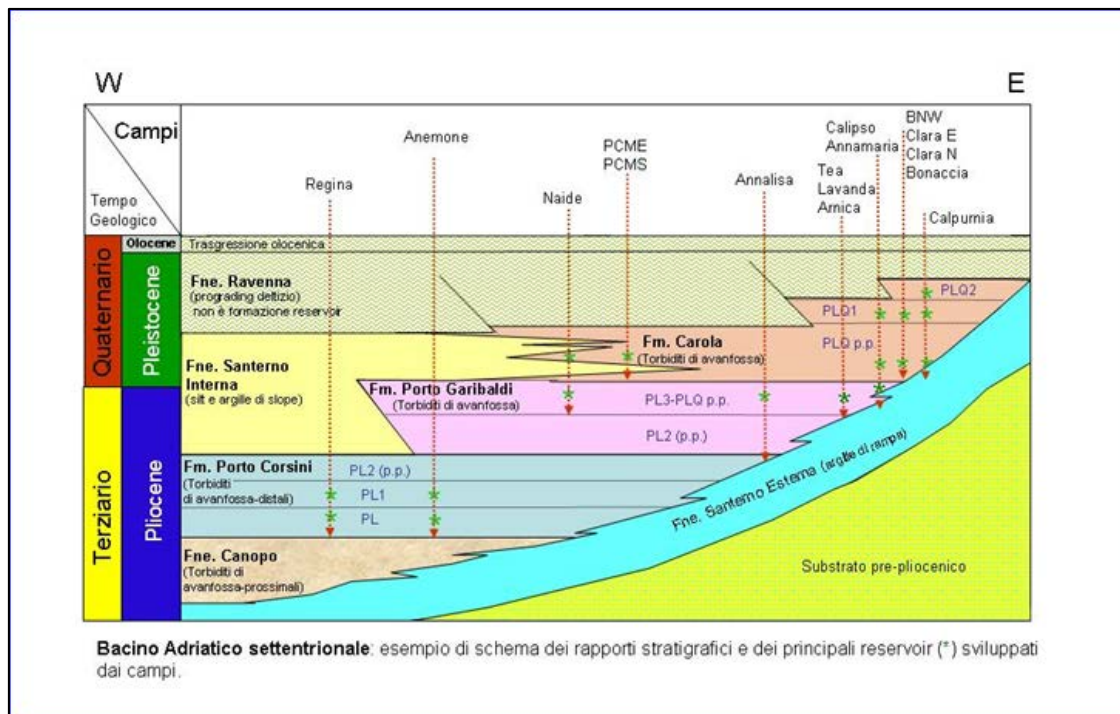 W
E
Campi
Tempo
Geologico
Regina
Anemone
Naide
PCME
PCMS
Annalisa
Tea
Lavanda
Arnica
Calipso
Annamaria
BNW
Clara E
Clara N
Bonaccia
Calpurnia
Quaternario
Olocene
Trasgressione olocenica
Pleistocene
Fne. Ravenna
(prograding deltizio)
non è formazione reservoir
PLQ2
PLQ1
PLQ p.p.
Fm. Carola
(Torbiditi di avanfossa)
Fne. Santerno
Interna
(silt e argille di slope)
Terziario
Pliocene
Fm. Porto Garibaldi
(Torbiditi di avanfossa)
PL3-PLQ p.p.
PL2 (p.p.)
Fm. Porto Corsini
(Torbiditi
di avanfossa-distali)
PL2 (p.p.)
PL1
PL
Fne. Santerno Esterna (argille di rampa)
Fne. Canopo
(Torbiditi di
avanfossa-prossimali)
Substrato pre-pliocenico
Bacino Adriatico settentrionale: esempio di schema dei rapporti stratigrafici e dei principali reservoir (*) sviluppati
dai campi.